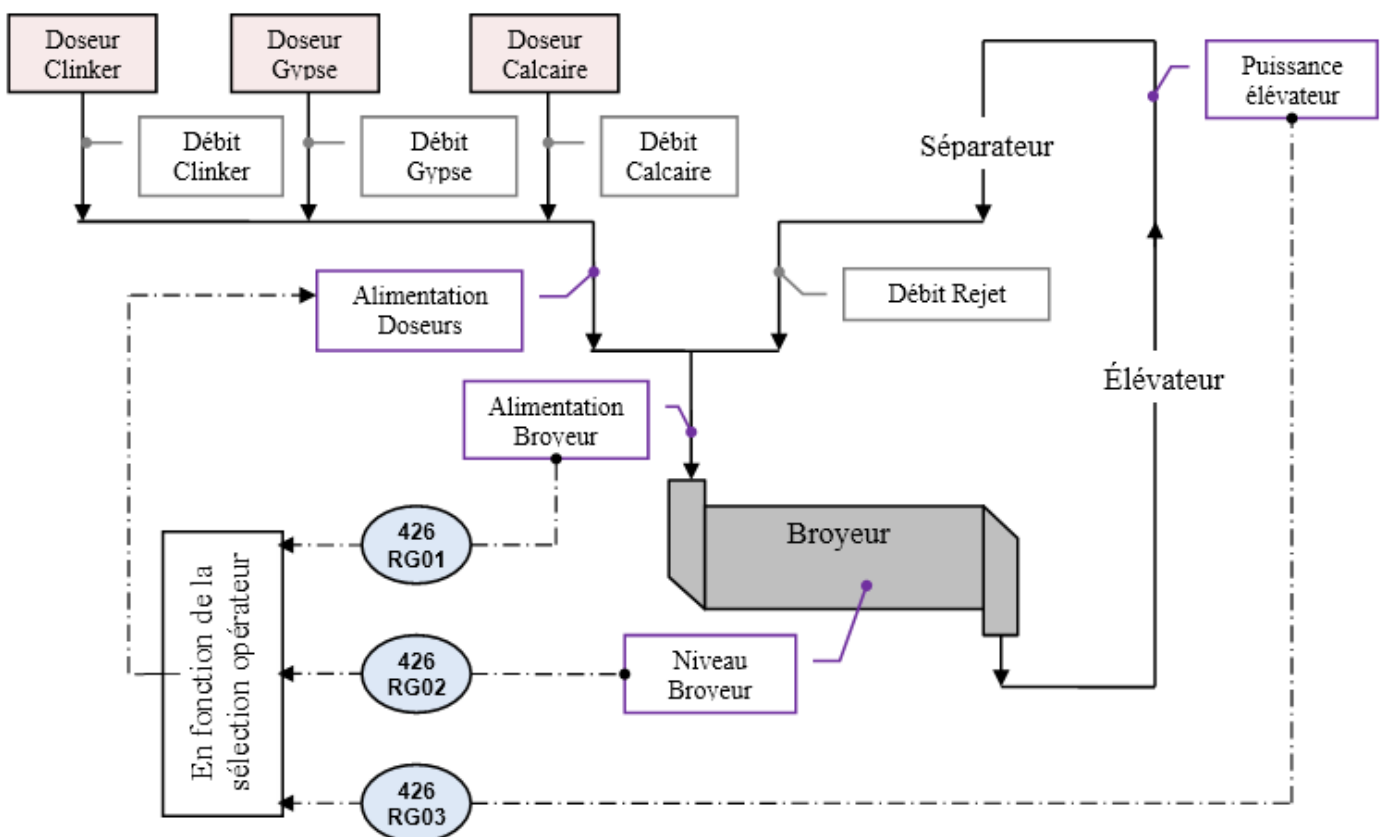 Doseur
Clinker
Doseur
Gypse
Doseur
Calcaire
Puissance
élévateur
Débit
Clinker
Débit
Gypse
Débit
Calcaire
Séparateur
Alimentation
Doseurs
Débit Rejet
Élévateur
Alimentation
Broyeur
Broyeur
426
RG01
En fonction de la
sélection opérateur
426
RG02
Niveau
Broyeur
426
RG03